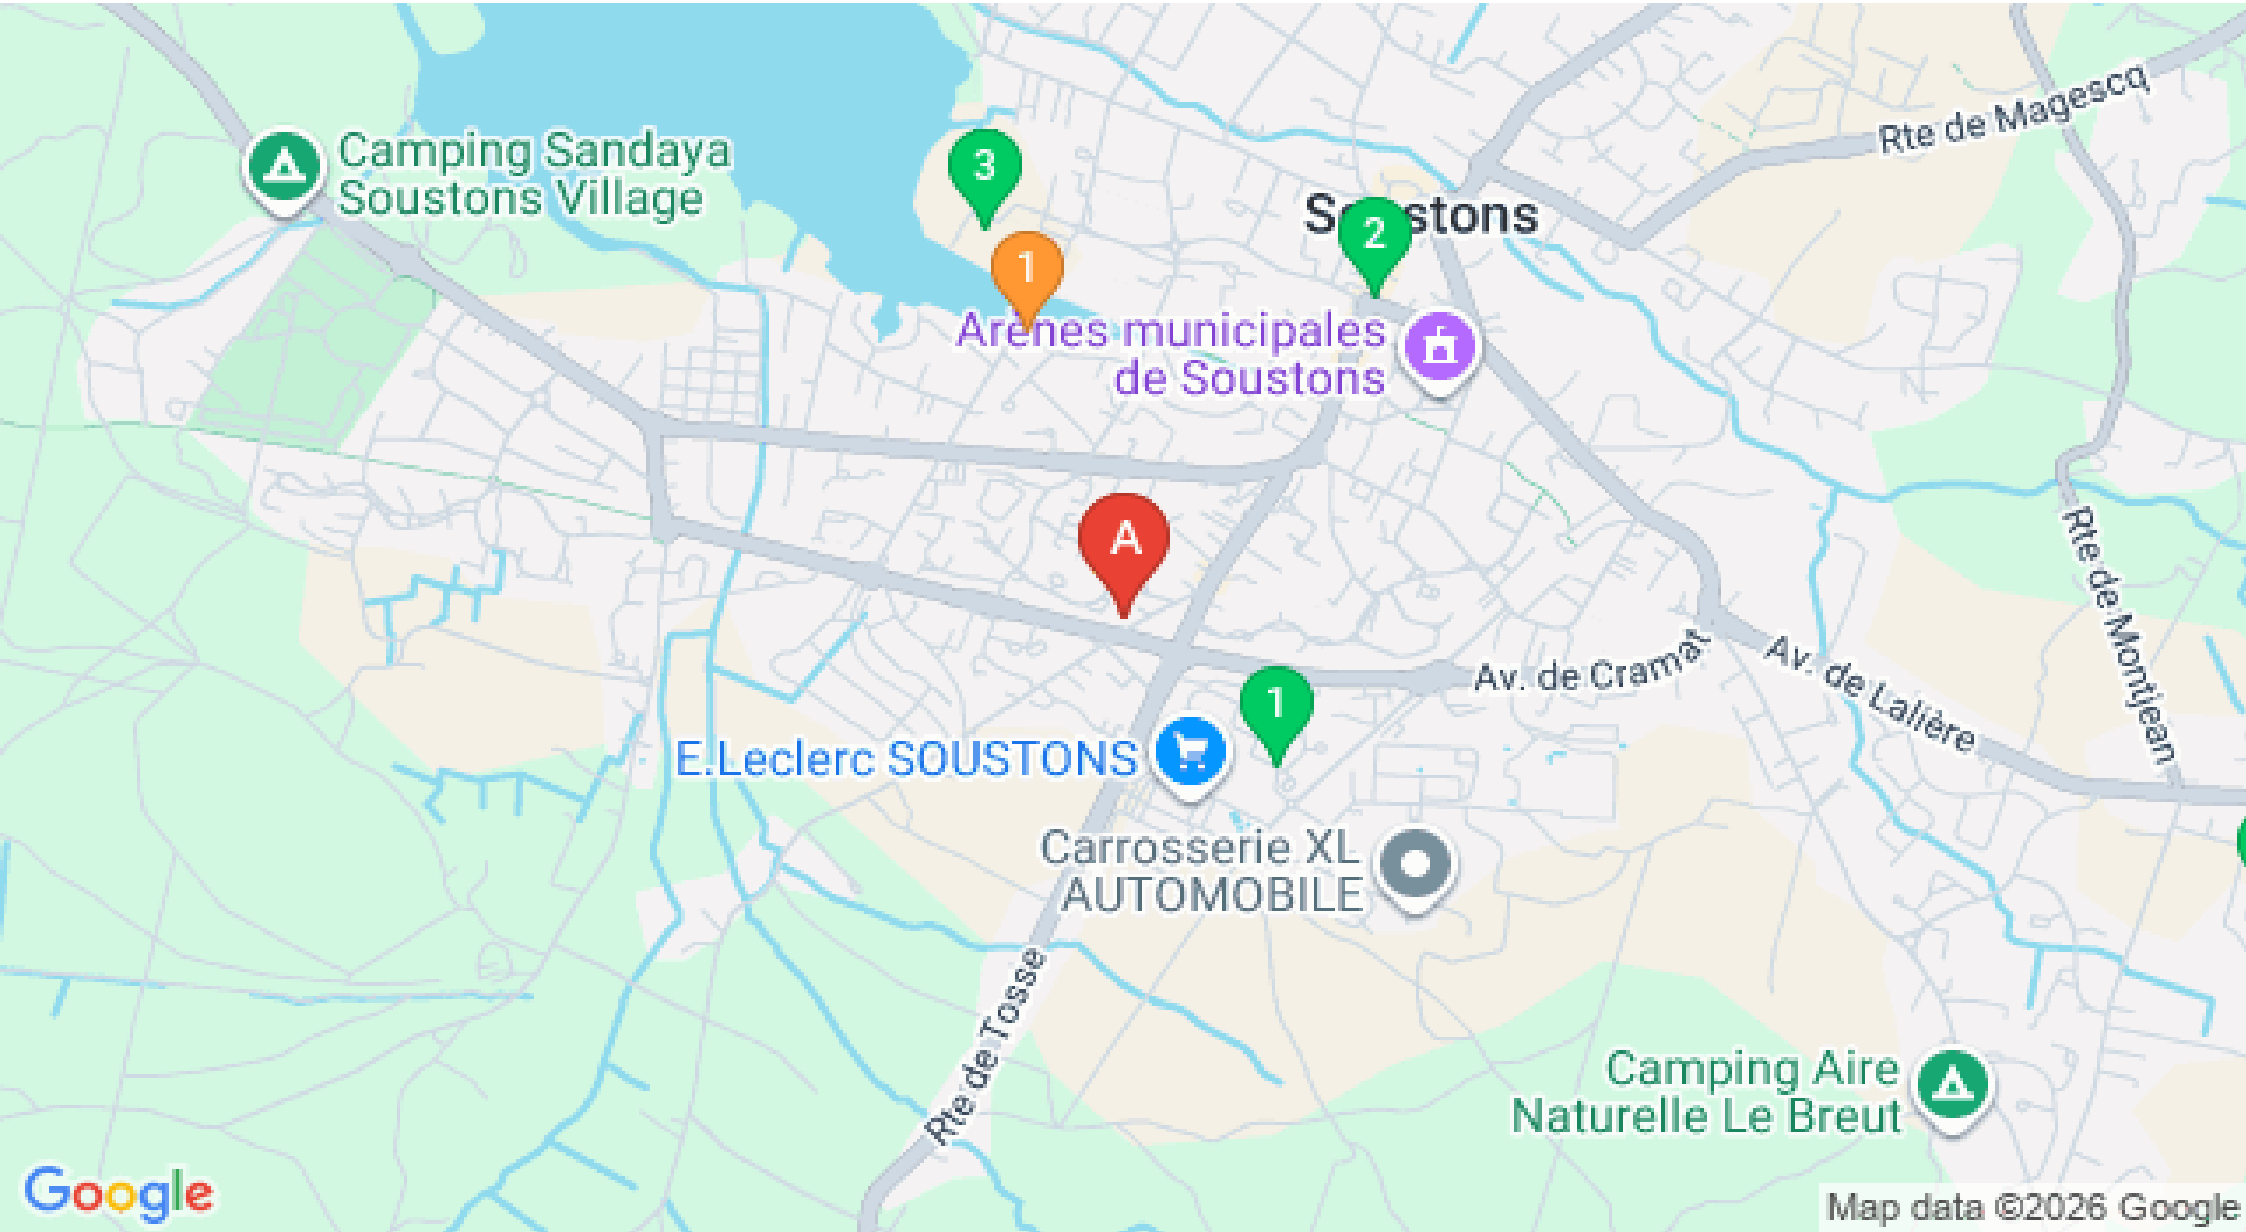 Rte de Magescq
Camping Sandaya
Soustons Village
3
Soustons
2
1
Arènes municipales
de Soustons
A
Rte de Montjean
Av. de Cramat
Av. de Lalière
1
E.Leclerc SOUSTONS
Carrosserie XL
AUTOMOBILE
Rte de Tosse
Camping Aire
Naturelle Le Breut
Google
Map data ©2026 Google